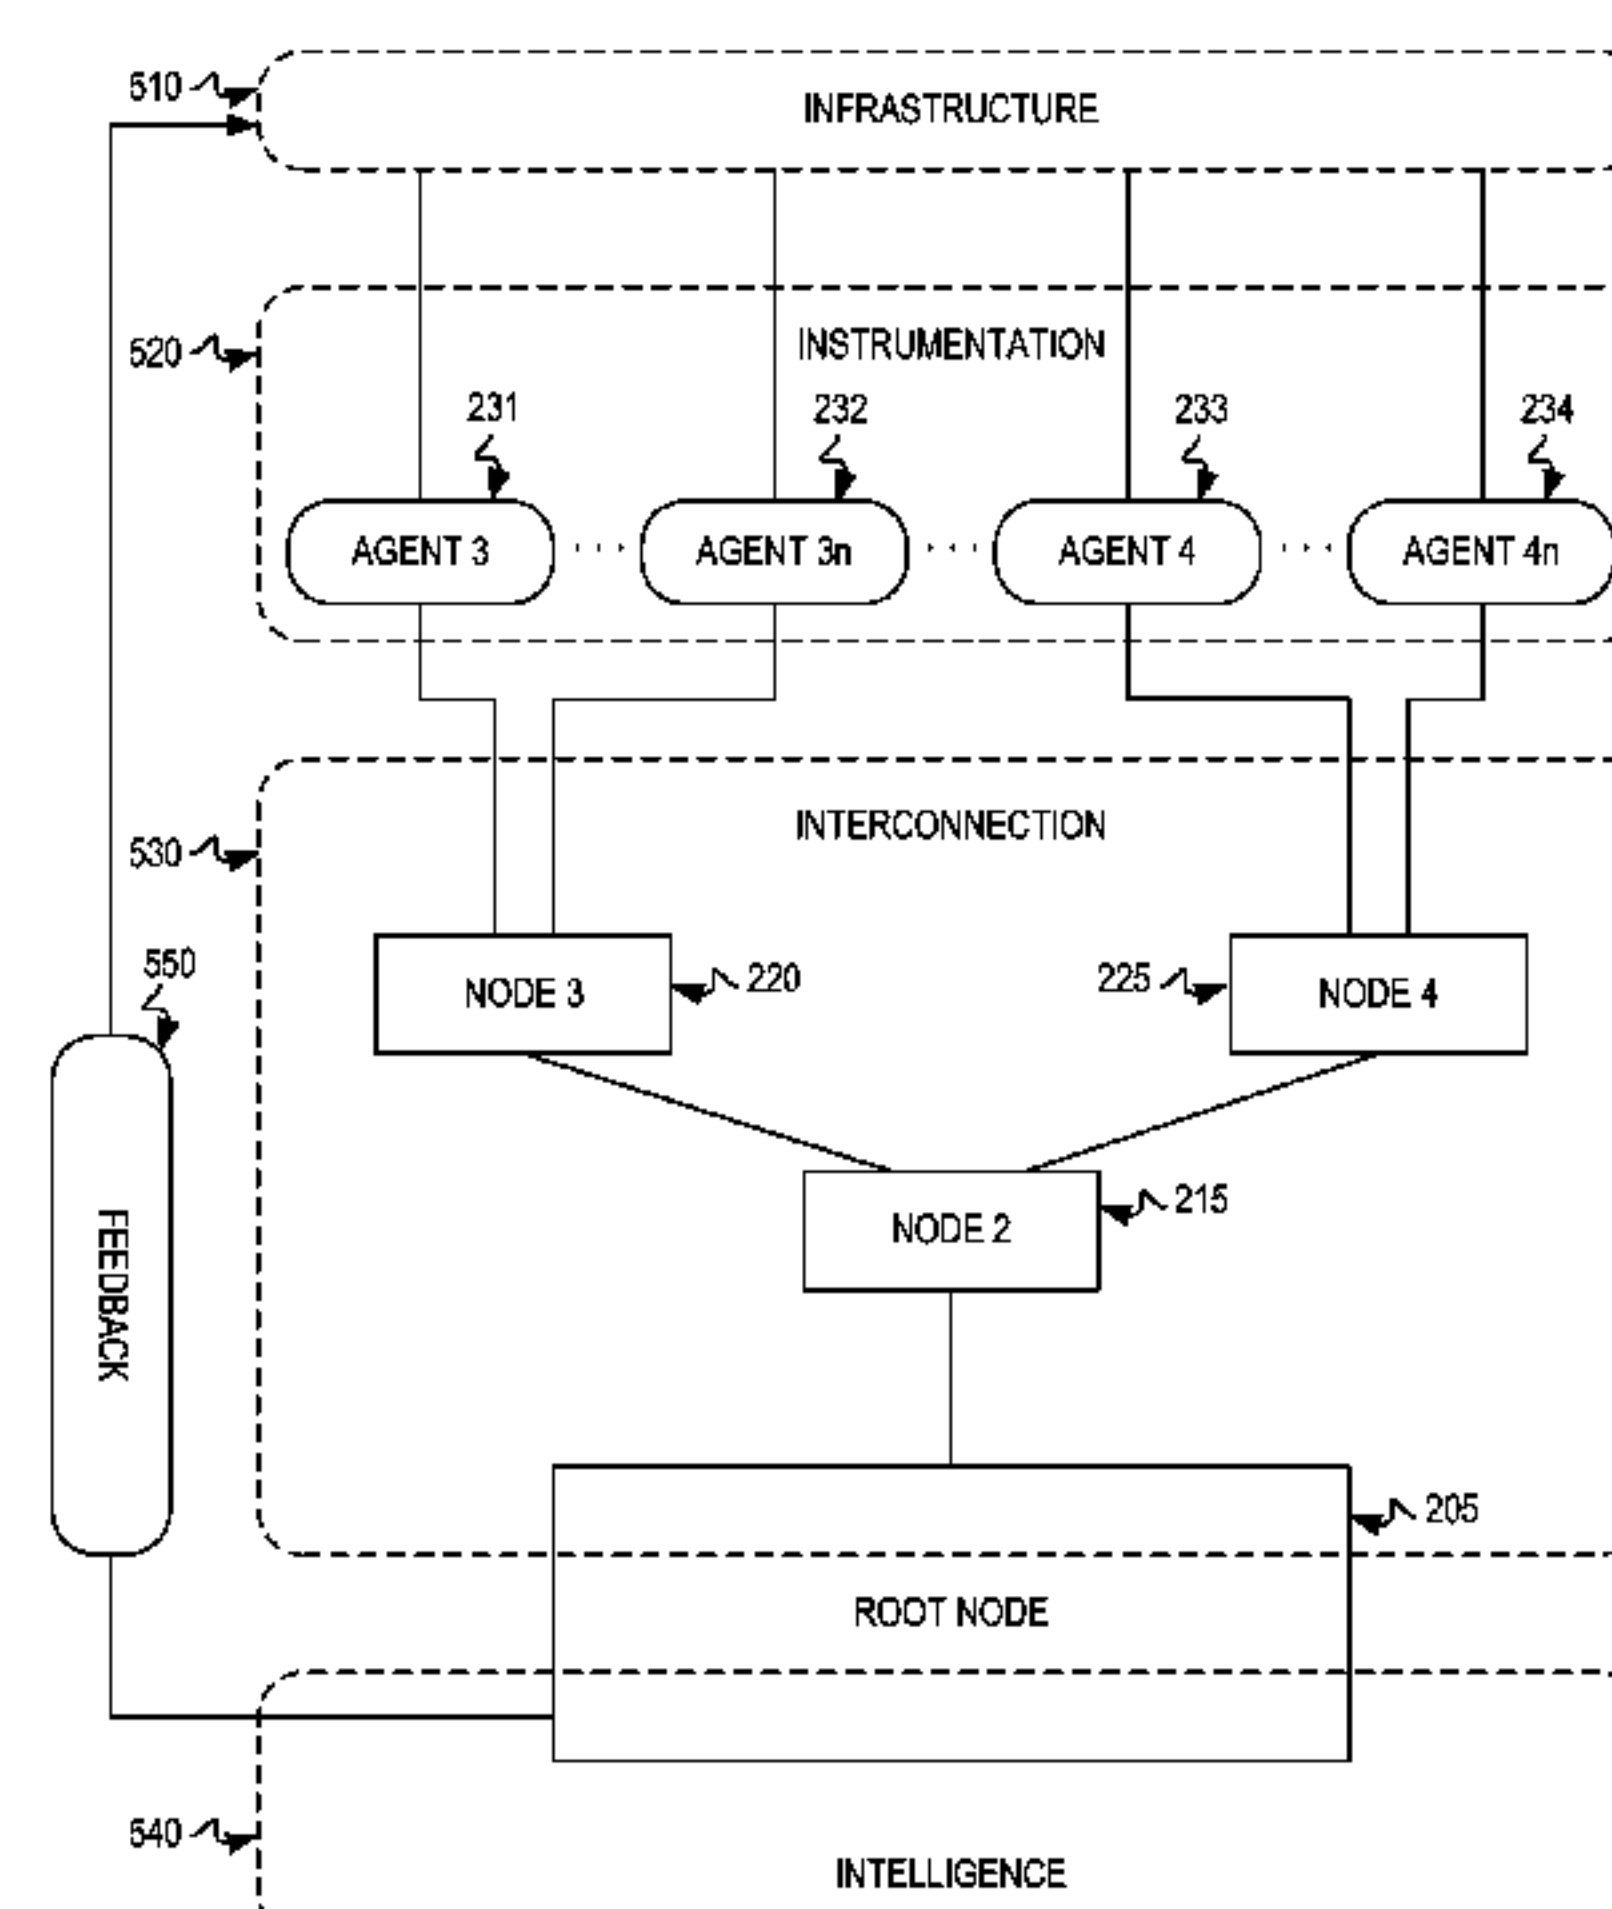 510
INFRASTRUCTURE
520
INSTRUMENTATION
231
232
233
234
AGENT 3
AGENT 3n
AGENT 4
AGENT 4n
INTERCONNECTION
530
550
NODE 3
220
225
NODE 4
215
NODE 2
FEEDBACK
205
ROOT NODE
540
INTELLIGENCE